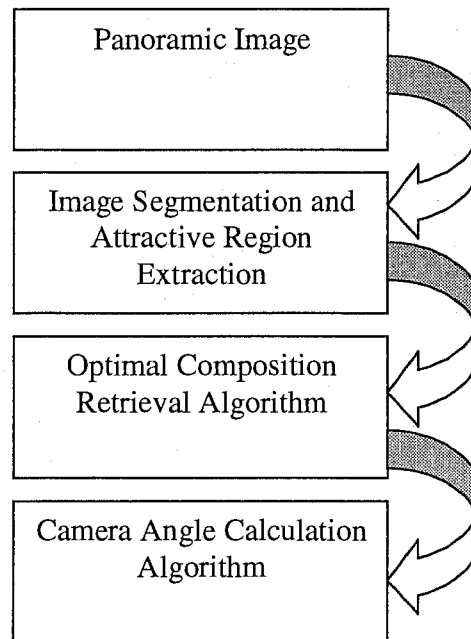 Panoramic Image
Image Segmentation and
Attractive Region
Extraction
Optimal Composition
Retrieval Algorithm
Camera Angle Calculation
Algorithm